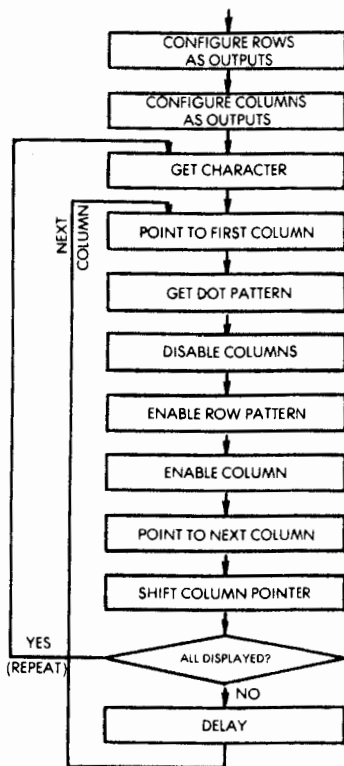 CONFIGURE ROWS
AS OUTPUTS
CONFIGURE COLUMNS
AS OUTPUTS
GET CHARACTER
NEXT
COLUMN
POINT TO FIRST COLUMN
GET DOT PATTERN
DISABLE COLUMNS
ENABLE ROW PATTERN
ENABLE COLUMN
POINT TO NEXT COLUMN
SHIFT COLUMN POINTER
YES
(REPEAT)
ALL DISPLAYED?
NO
DELAY